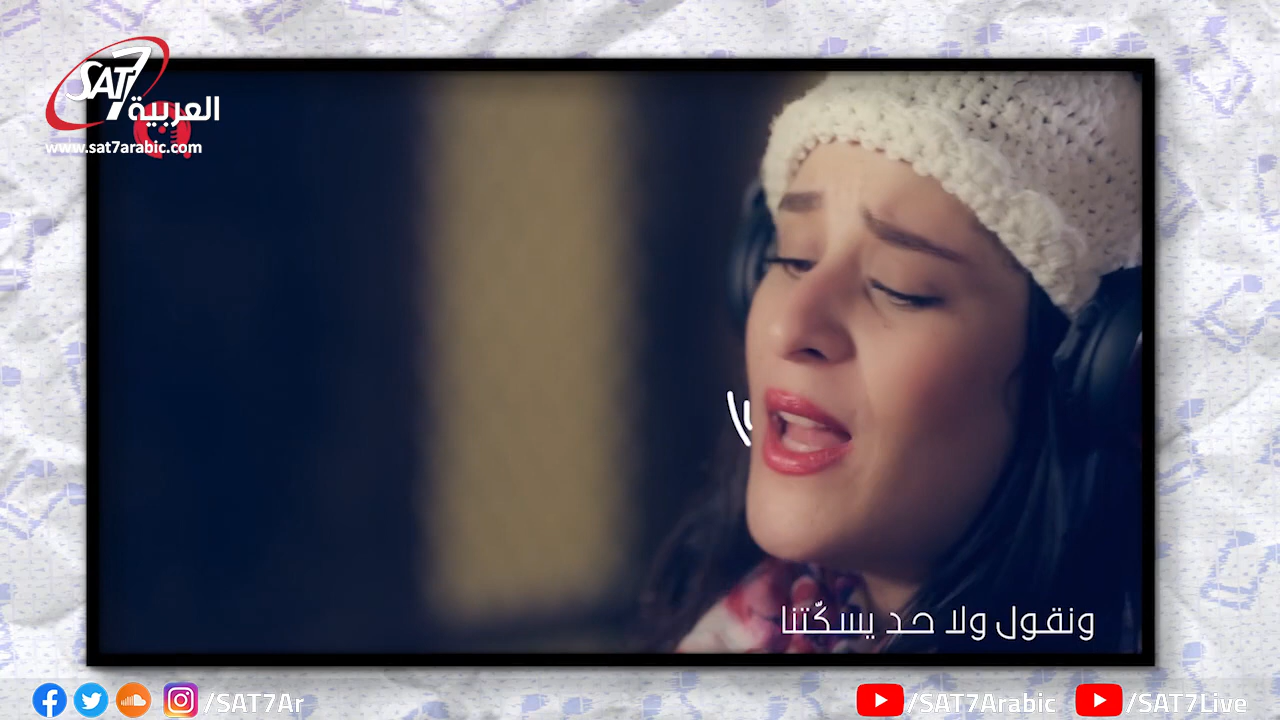 SAT7
العربية
www.sat7arabic.com
ونقول ولا حد يسكّتنا
/SAT7Ar
/SAT7Arabic
/SAT7Live